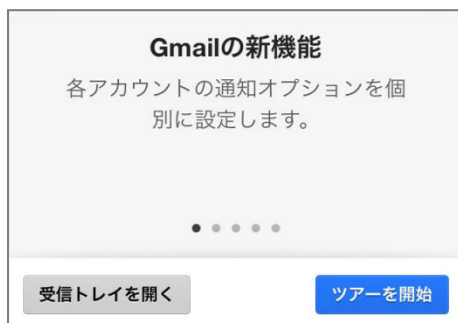 Gmailの新機能
各アカウントの通知オプションを個
別に設定します。
受信トレイを開く
ツアーを開始